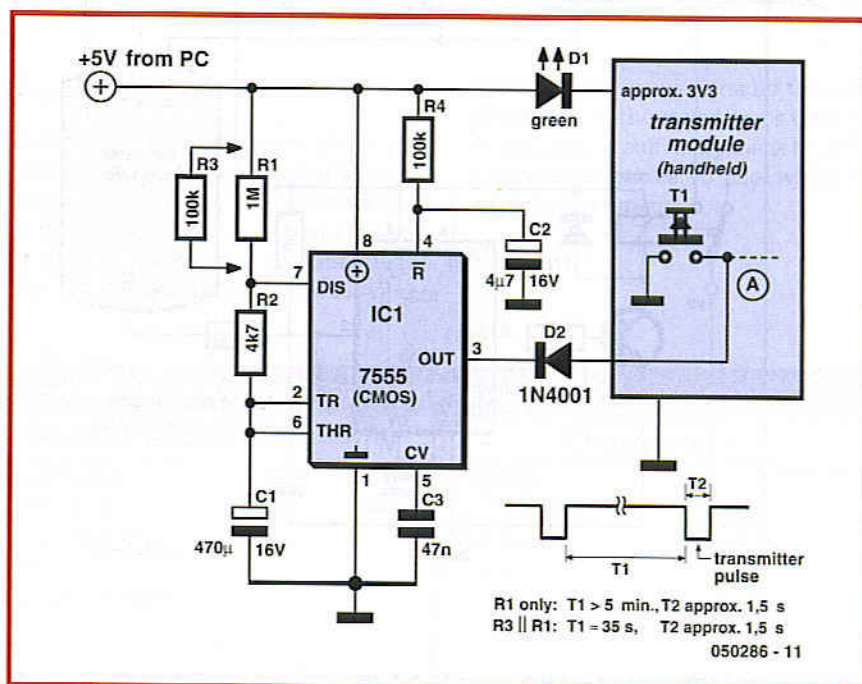 +5V from PC
D1
green
approx. 3V3
transmitter
module
(handheld)
T1
A
R4
100k
R3
100k
R1
1M
8
4
R
C2
4µ7
16V
7
DIS
R2
4k7
IC1
OUT
3
D2
1N4001
7555
(CMOS)
2
TR
6
THR
CV
1
5
C1
470µ
16V
C3
47n
T2
T1
transmitter
pulse
R1 only: T1 > 5 min., T2 approx. 1,5 s
R3 || R1: T1 = 35 s, T2 approx. 1,5 s
050286 - 11